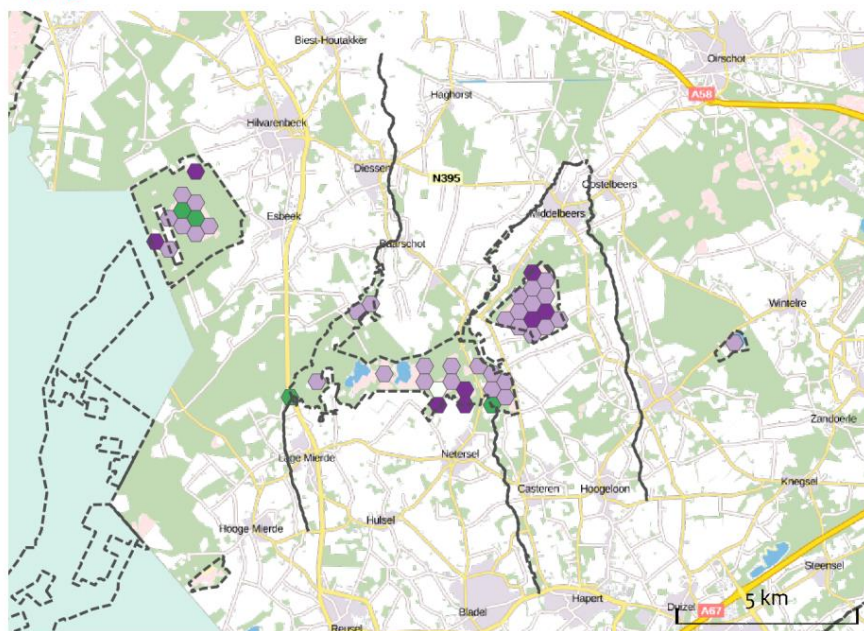 Biest-Houtakker
Oirschot
A58
Haghorst
Hilvarenbeek
Diessen
N395
Oostelbeers
Esbeek
Middelbeers
Baarschot
Wintelre
Zandoerle
Lage Mierde
Netersel
Knegsel
Casteren
Hoogeloon
Hooge Mierde
Hulsel
Steensel
Hapert
5 km
Bladel
Duizel
A67
Reusel